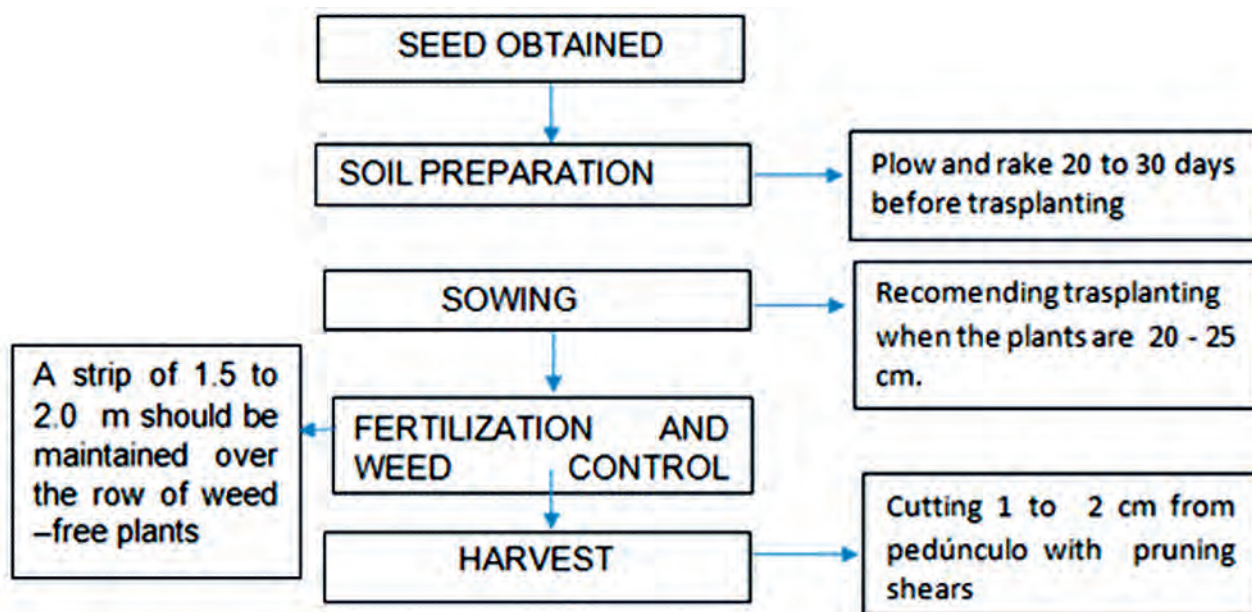 SEED OBTAINED
SOIL PREPARATION
Plow and rake 20 to 30 days
before trasplanting
SOWING
Recomending trasplanting
when the plants are 20 - 25
cm.
A strip of 1.5 to
2.0 m should be
maintained over
the row of weed
–free plants
FERTILIZATION AND
WEED CONTROL
HARVEST
Cutting 1 to 2 cm from
pedúnculo with pruning
shears